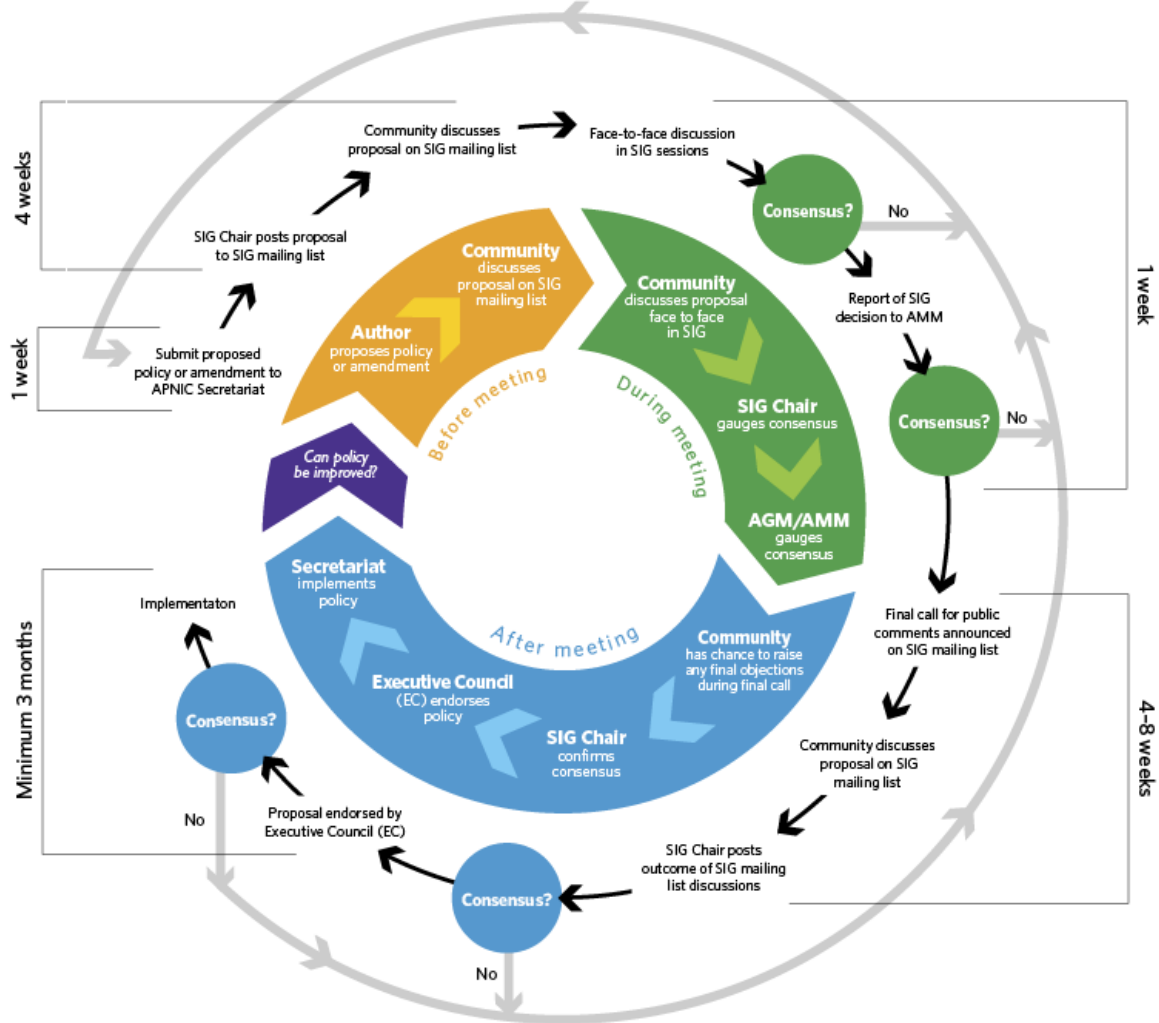 4 weeks
1 week
Submit proposed
policy or amendment to
APNIC Secretariat
SIG Chair posts proposal
to SIG mailing list
Community discusses
proposal on SIG mailing list
Face-to-face discussion
in SIG sessions
Consensus?
No
Report of SIG
decision to AMM
Consensus?
No
1 week
Final call for public
comments announced
on SIG mailing list
Community discusses
proposal on SIG
mailing list
SIG Chair posts
outcome of SIG mailing
list discussions
4–8 weeks
Consensus?
No
Proposal endorsed by
Executive Council (EC)
Consensus?
No
Implementaton
Minimum 3 months
Author
proposes policy
or amendment
Community
discusses
proposal on SIG
mailing list
Before meeting
Community
discusses proposal
face to face
in SIG
SIG Chair
gauges consensus
AGM/AMM
gauges
consensus
During meeting
Community
has chance to raise
any final objections
during final call
SIG Chair
confirms
consensus
Executive Council
(EC) endorses
policy
Secretariat
implements
policy
After meeting
Can policy
be improved?